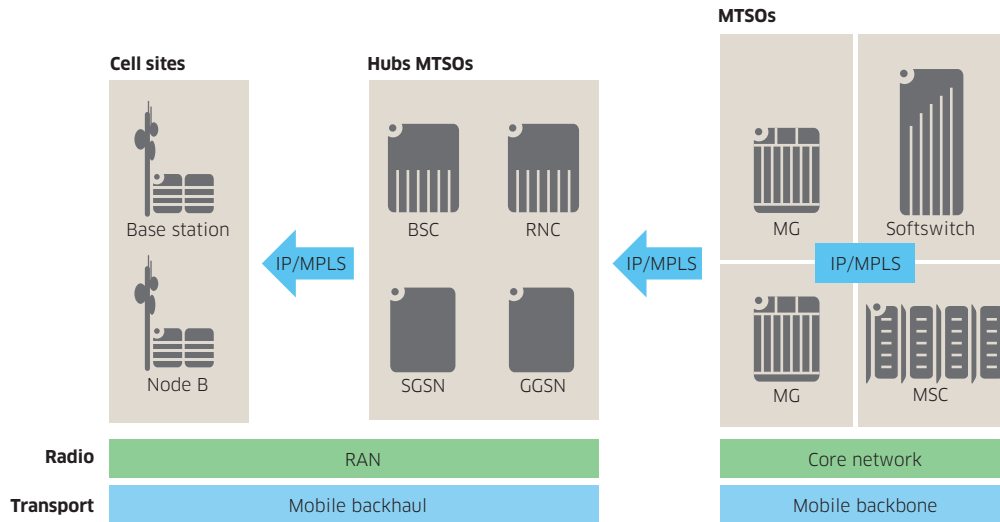 MTSOs
Cell sites
Hubs MTSOs
Base station
BSC
RNC
MG
Softswitch
IP/MPLS
IP/MPLS
IP/MPLS
Node B
SGSN
GGSN
MG
MSC
Radio
RAN
Core network
Transport
Mobile backhaul
Mobile backbone